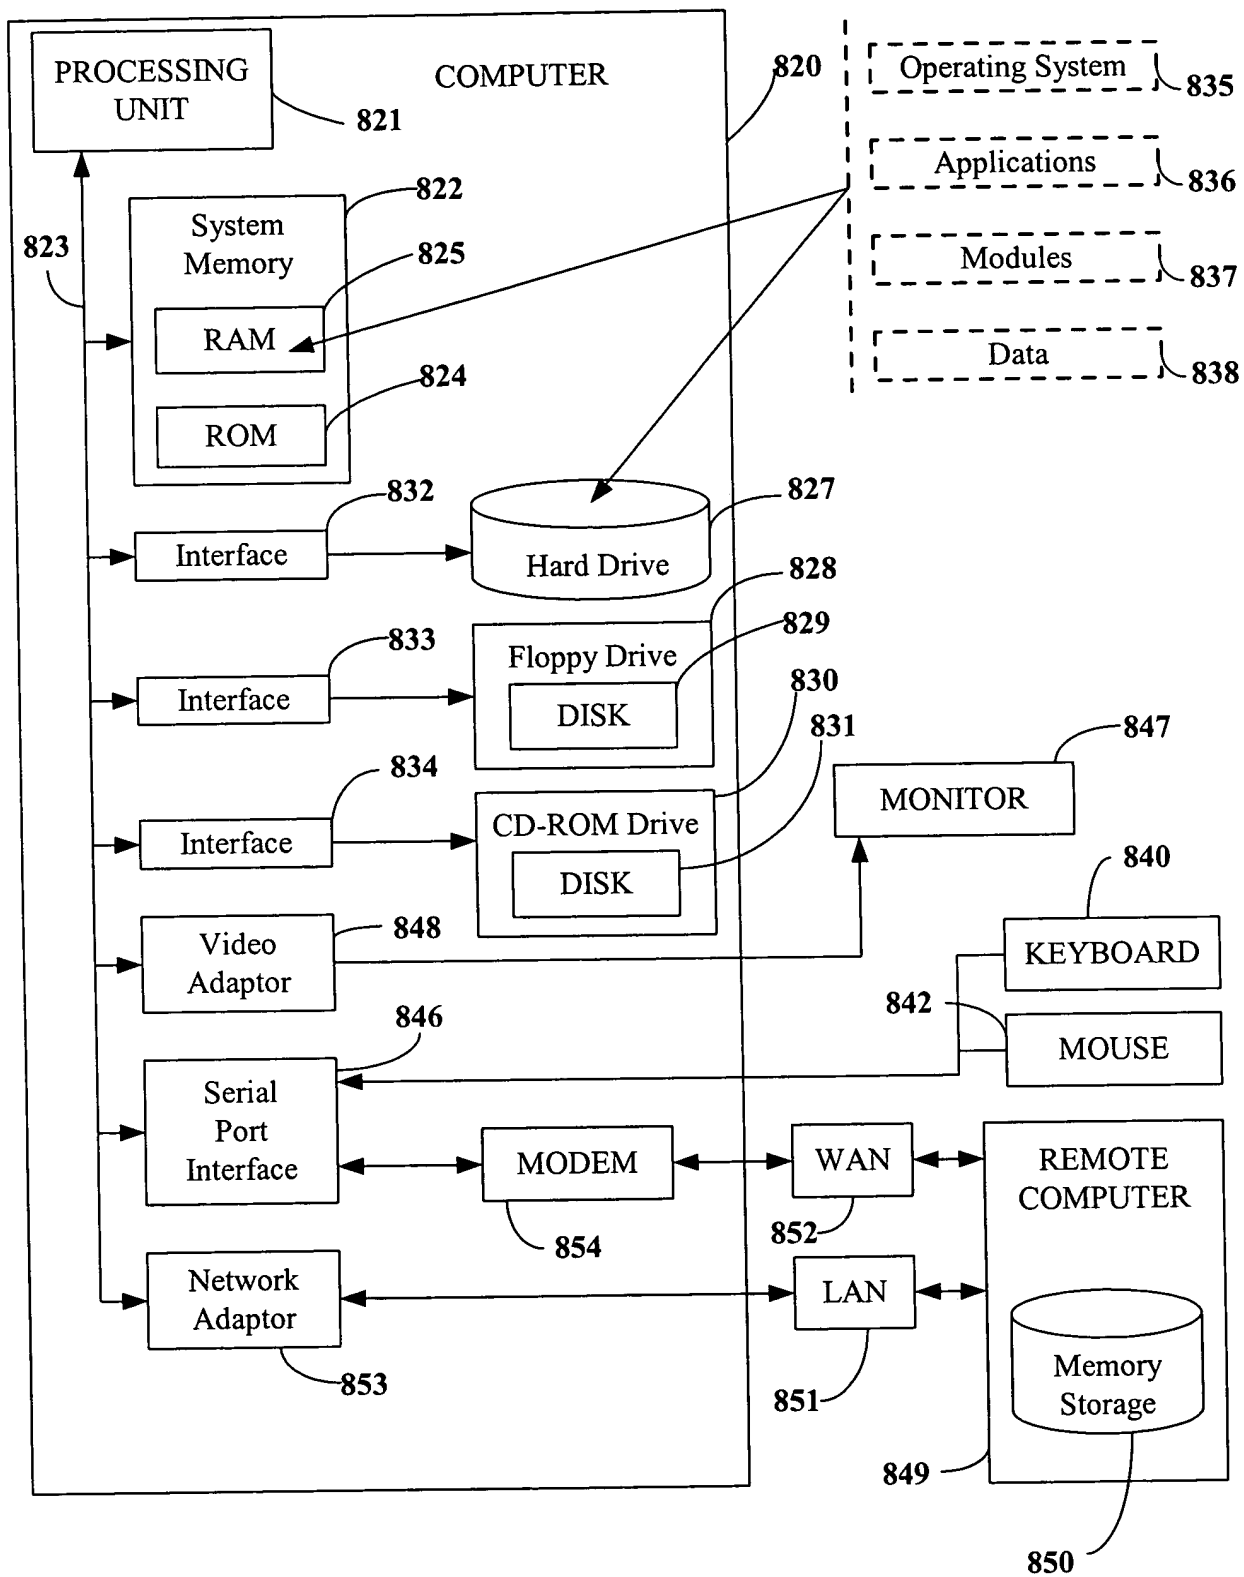 PROCESSING
UNIT
COMPUTER
820
821
Operating System
835
Applications
836
Modules
837
Data
838
822
823
System
Memory
825
RAM
824
ROM
832
Interface
827
Hard Drive
828
829
833
Interface
Floppy Drive
DISK
830
831
834
Interface
CD-ROM Drive
DISK
847
MONITOR
840
KEYBOARD
848
Video
Adaptor
842
MOUSE
846
Serial
Port
Interface
MODEM
854
WAN
852
REMOTE
COMPUTER
Network
Adaptor
853
LAN
851
Memory
Storage
849
850